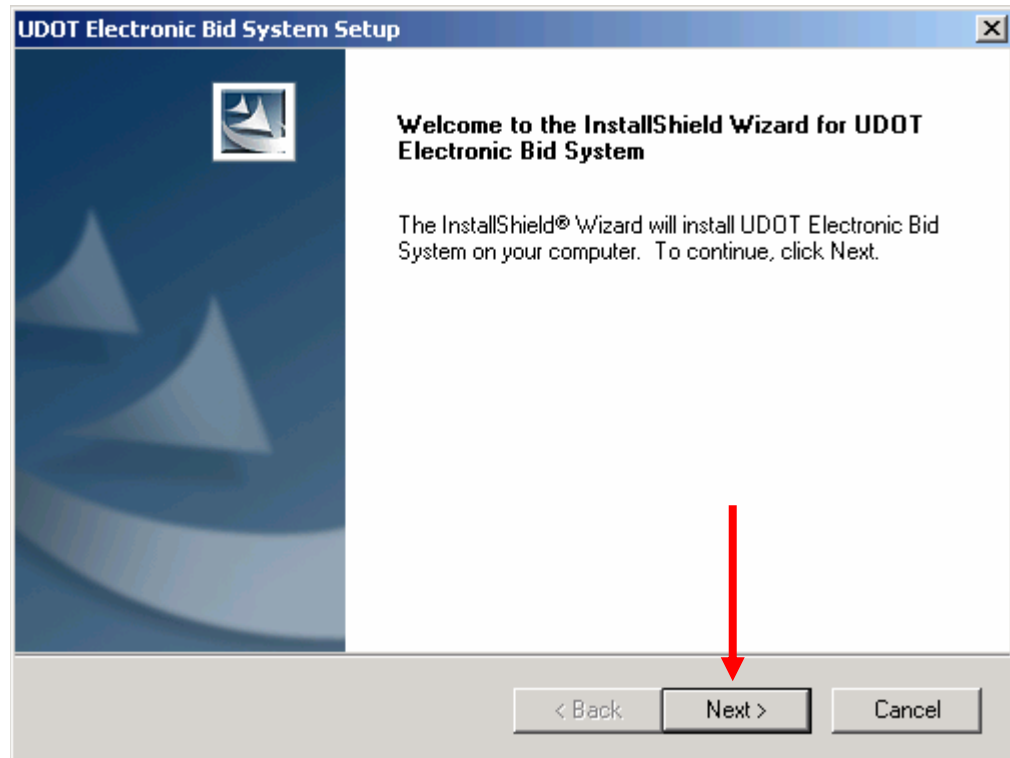 UDOT Electronic Bid System Setup
Welcome to the InstallShield Wizard for UDOT
Electronic Bid System
The InstallShield® Wizard will install UDOT Electronic Bid
System on your computer. To continue, click Next.
< Back
Next >
Cancel